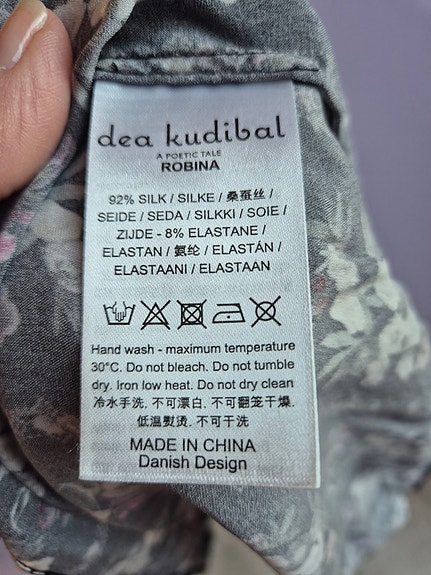 dea kudibal
A POETIC TALE
ROBINA
92% SILK / SILKE / 桑蚕丝 /
SEIDE / SEDA / SILKKI / SOIE /
ZIJDE - 8% ELASTANE /
ELASTAN / 氨纶 / ELASTÁN /
ELASTAANI / ELASTAAN
Hand wash - maximum temperature
30°C. Do not bleach. Do not tumble
dry. Iron low heat. Do not dry clean
冷水手洗, 不可漂白, 不可翻笼干燥,
低温熨烫, 不可干洗
MADE IN CHINA
Danish Design